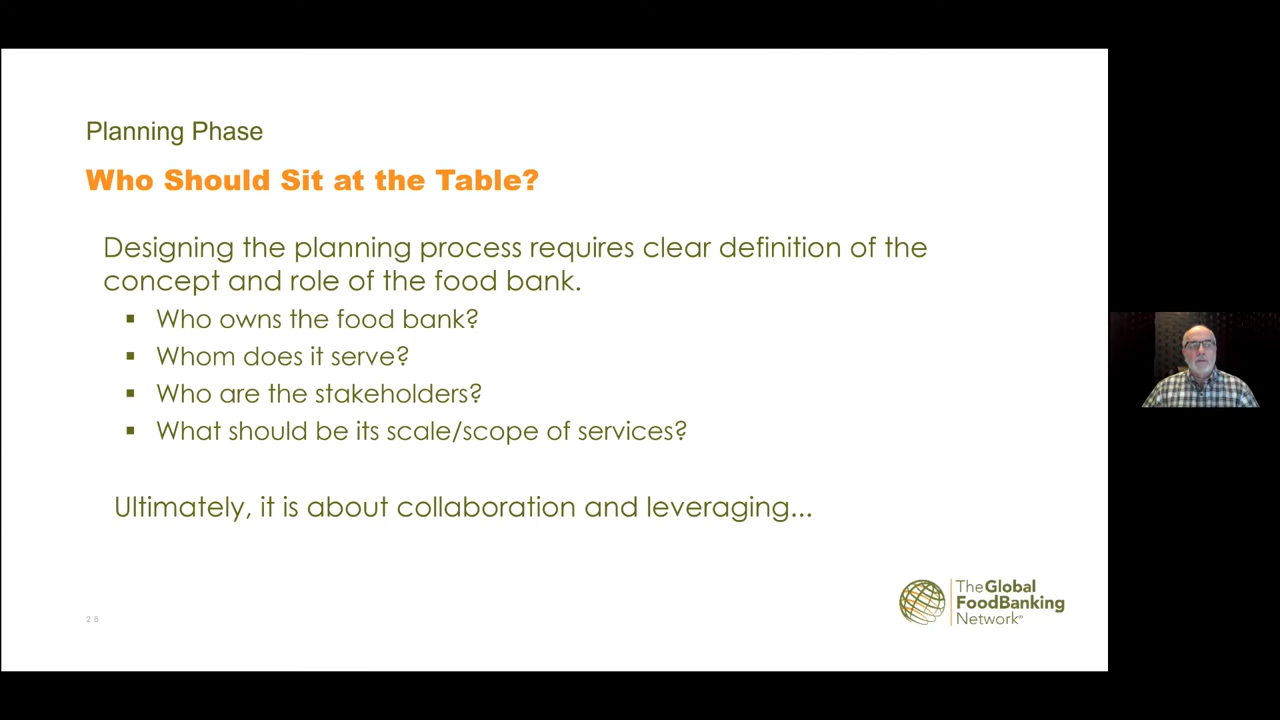 Planning Phase
Who Should Sit at the Table?
Designing the planning process requires clear definition of the
concept and role of the food bank.
▪ Who owns the food bank?
▪ Whom does it serve?
▪ Who are the stakeholders?
▪ What should be its scale/scope of services?
Ultimately, it is about collaboration and leveraging...
The Global
FoodBanking
Network®